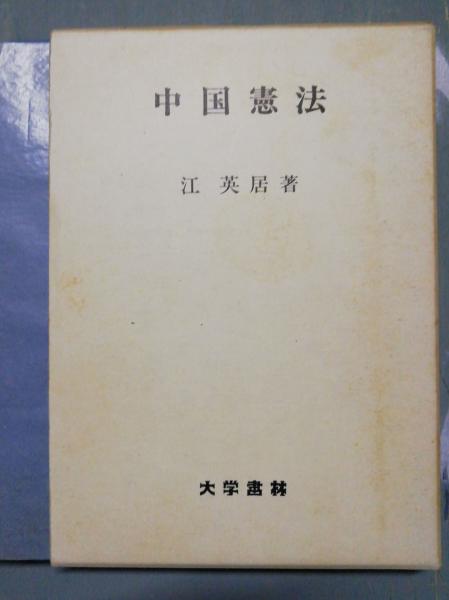 中国憲法
江 英居著
大学書林